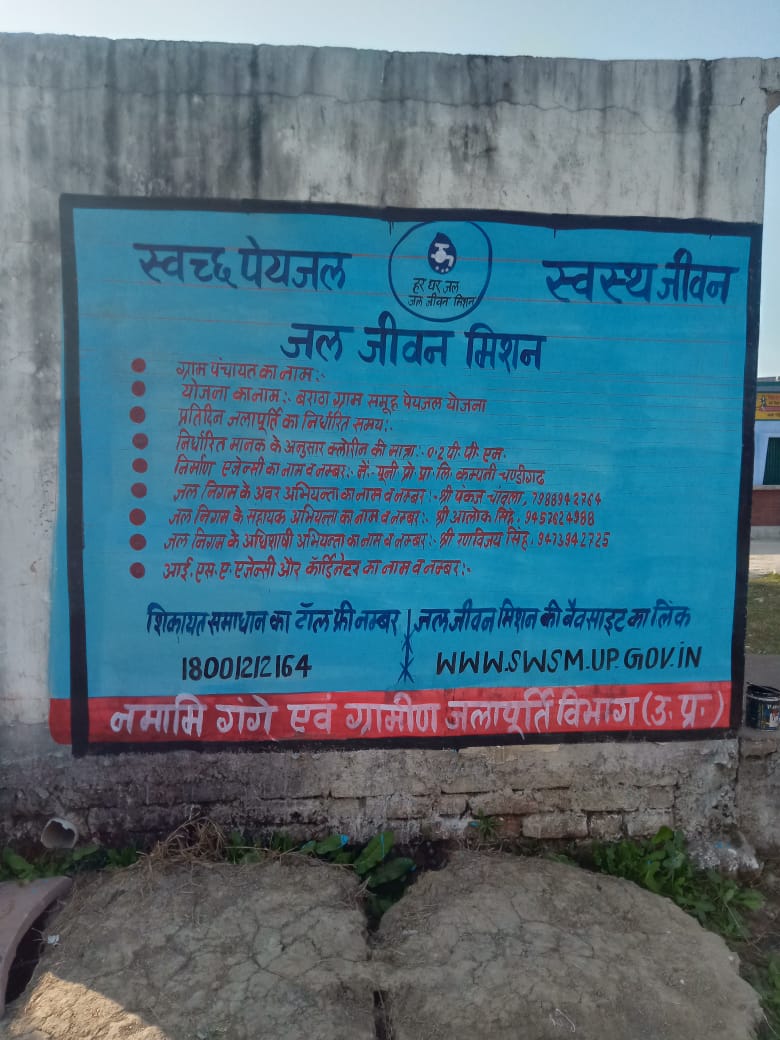 स्वच्छ पेयजल
हर घर जल
जल जीवन मिशन
स्वस्थ जीवन
जल जीवन मिशन
ग्राम पंचायत का नाम:-
योजना का नाम:- बराठा ग्राम समूह पेयजल योजना
प्रतिदिन जलापूर्ति का निर्धारित समय:-
निर्धारित मानक के अनुसार क्लोरीन की मात्रा:- 0.2 पी. पी. एम.
निर्माण एजेन्सी का नाम व नम्बर:- मे.- यूनी प्रो प्रा लि कम्पनी चण्डीगढ़
जल निगम के अवर अभियन्ता का नाम व नम्बर:- श्री पंकज चावला, 7988942764
जल निगम के सहायक अभियन्ता का नाम व नम्बर:- श्री आलोक सिंह, 9457624988
जल निगम के अधिशाषी अभियन्ता का नाम व नम्बर:- श्री रणविजय सिंह, 9473942725
आई.एस.ए. एजेन्सी और कॉर्डिनेटर का नाम व नम्बर:-
शिकायत समाधान का टॉल फ्री नम्बर
18001212164
जल जीवन मिशन की वैवसाइट का लिंक
WWW.SWSM.UP.GOV.IN
नमामि गंगे एवं ग्रामीण जलापूर्ति विभाग (उ. प्र.)